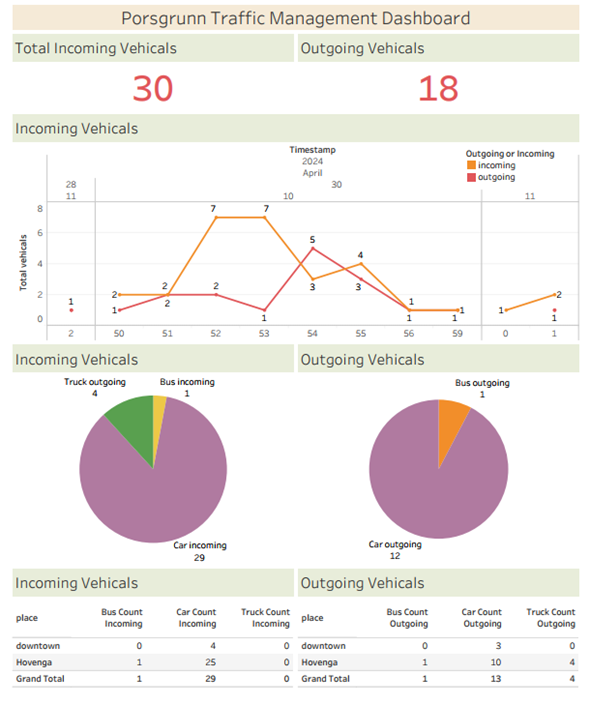 Porsgrunn Traffic Management Dashboard
Total Incoming Vehicals
Outgoing Vehicals
30
18
Incoming Vehicals
Timestamp
2024
April
28
30
11
10
11
Outgoing or Incoming
incoming
outgoing
Total vehicals
8
6
4
2
0
1
2
1
2
2
7
2
7
1
5
3
4
3
1
1
1
1
1
2
1
2
50
51
52
53
54
55
56
59
0
1
Incoming Vehicals
Outgoing Vehicals
Truck outgoing
4
Bus incoming
1
Car incoming
29
Bus outgoing
1
Car outgoing
12
Incoming Vehicals
place Bus Count Incoming Car Count Incoming Truck Count Incoming
downtown 0 4 0
Hovenga 1 25 0
Grand Total 1 29 0
Outgoing Vehicals
place Bus Count Outgoing Car Count Outgoing Truck Count Outgoing
downtown 0 3 0
Hovenga 1 10 4
Grand Total 1 13 4